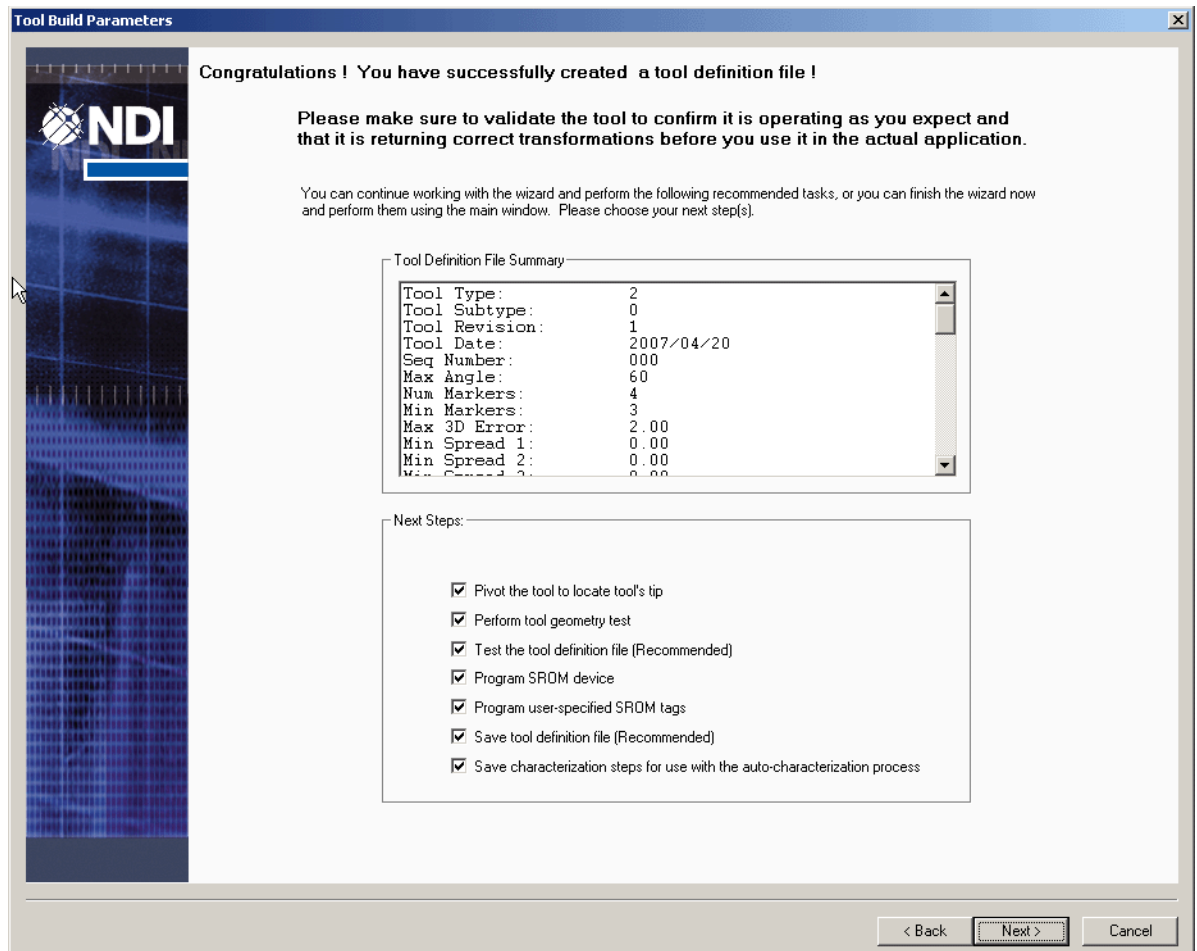 Tool Build Parameters
NDI
Congratulations ! You have successfully created a tool definition file !
Please make sure to validate the tool to confirm it is operating as you expect and
that it is returning correct transformations before you use it in the actual application.
You can continue working with the wizard and perform the following recommended tasks, or you can finish the wizard now
and perform them using the main window. Please choose your next step(s).
Tool Definition File Summary
Tool Type: 2
Tool Subtype: 0
Tool Revision: 1
Tool Date: 2007/04/20
Seq Number: 000
Max Angle: 60
Num Markers: 4
Min Markers: 3
Max 3D Error: 2.00
Min Spread 1: 0.00
Min Spread 2: 0.00
Next Steps:
Pivot the tool to locate tool's tip
Perform tool geometry test
Test the tool definition file (Recommended)
Program SROM device
Program user-specified SROM tags
Save tool definition file (Recommended)
Save characterization steps for use with the auto-characterization process
< Back
Next >
Cancel